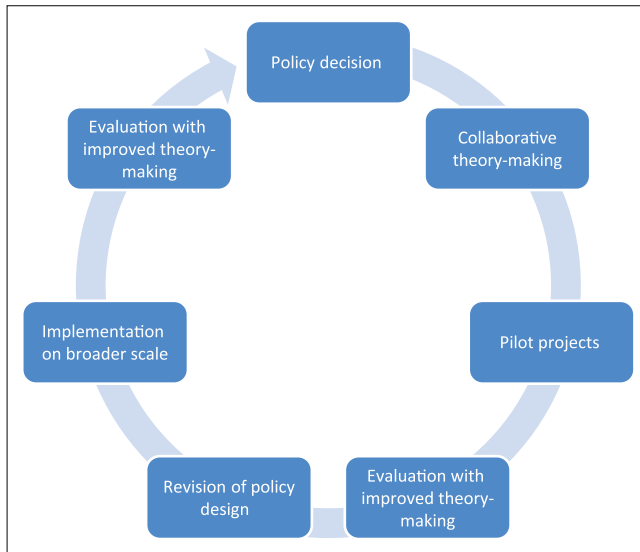 Policy decision
Collaborative
theory-making
Pilot projects
Evaluation with
improved theory-
making
Revision of policy
design
Implementation
on broader scale
Evaluation with
improved theory-
making